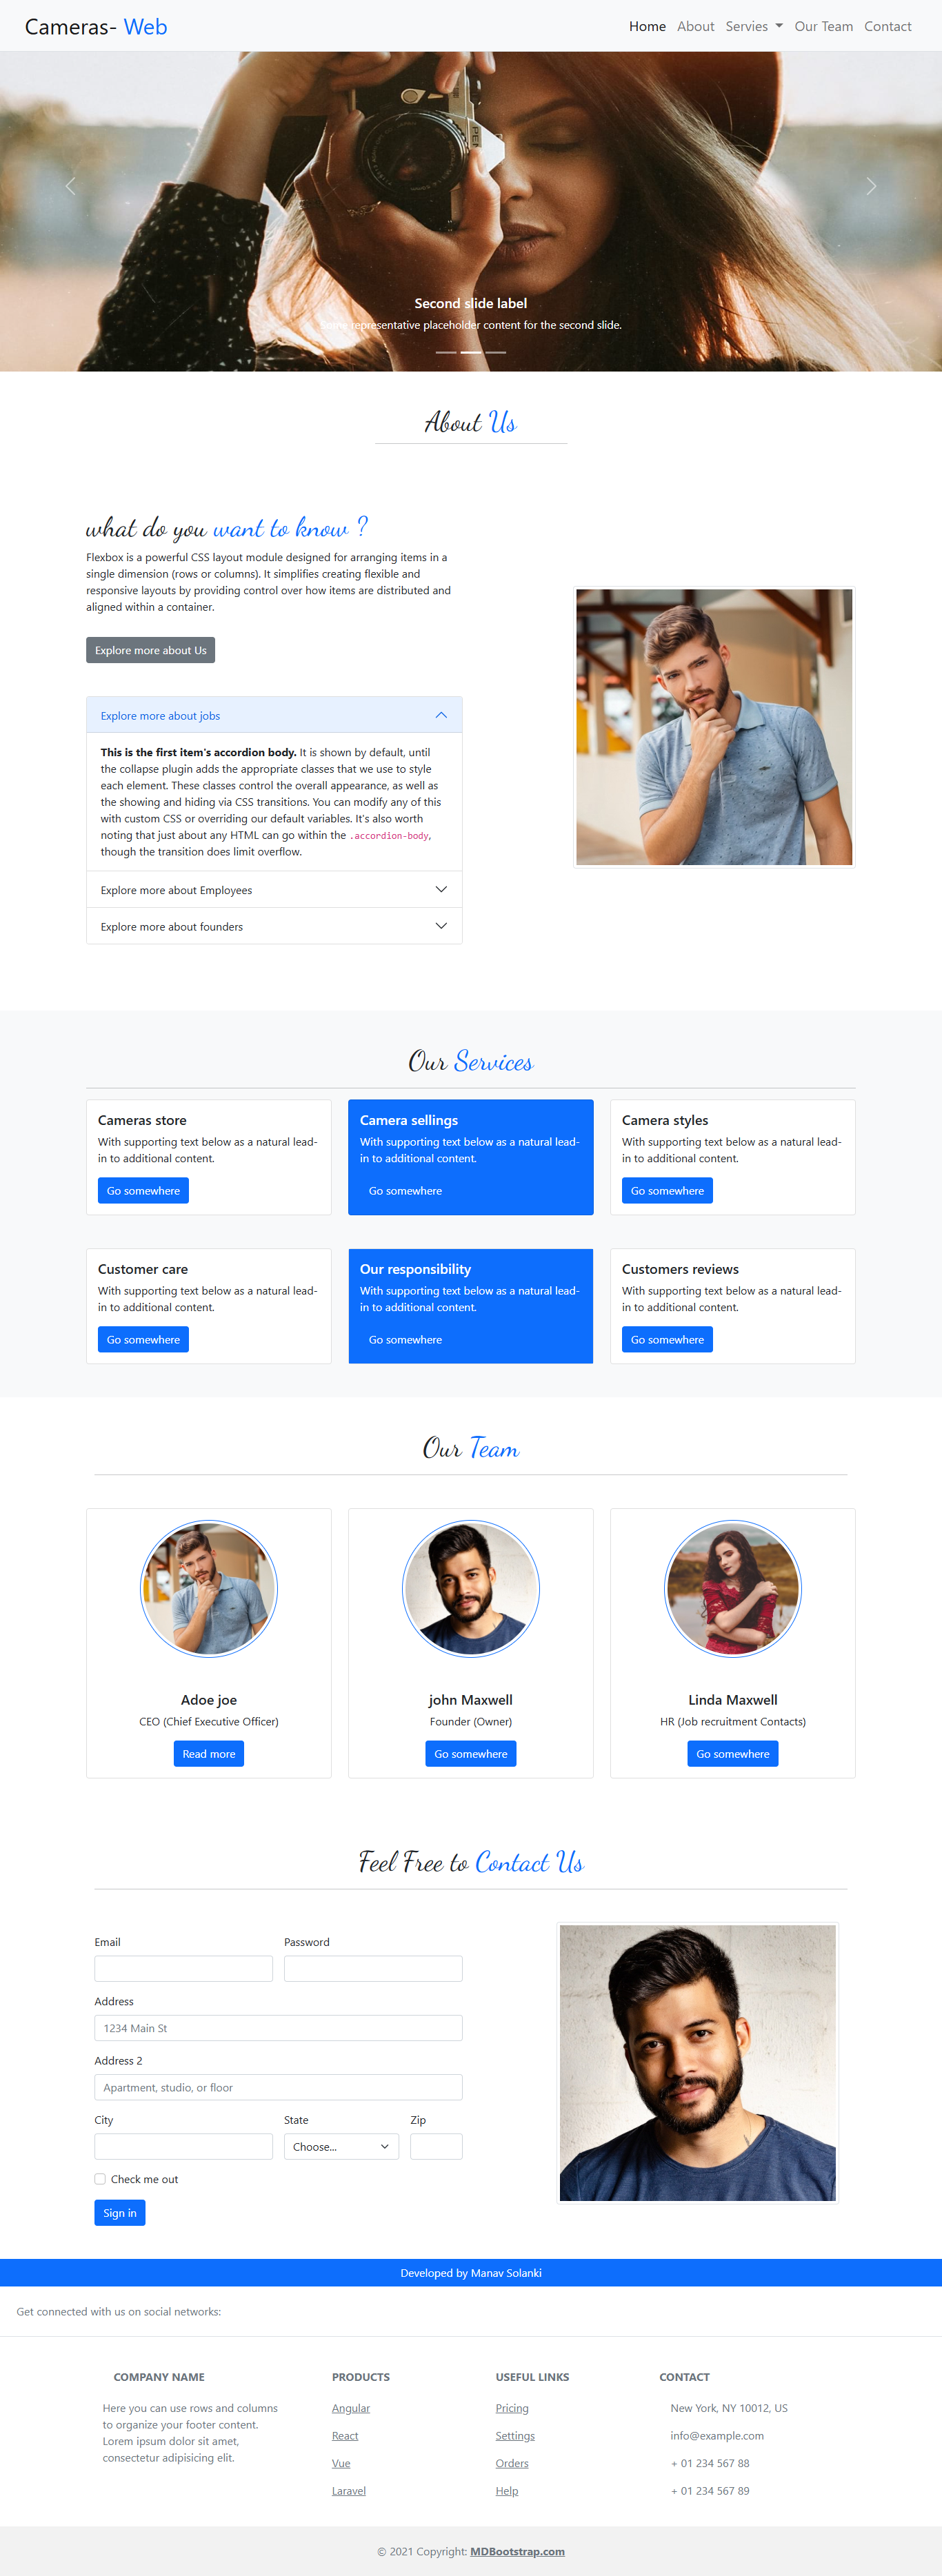 Cameras- Web
Home About Servies Our Team Contact
Second slide label
Some representative placeholder content for the second slide.
About Us
what do you want to know ?
Flexbox is a powerful CSS layout module designed for arranging items in a
single dimension (rows or columns). It simplifies creating flexible and
responsive layouts by providing control over how items are distributed and
aligned within a container.
Explore more about Us
Explore more about jobs
This is the first item's accordion body. It is shown by default, until
the collapse plugin adds the appropriate classes that we use to style
each element. These classes control the overall appearance, as well as
the showing and hiding via CSS transitions. You can modify any of this
with custom CSS or overriding our default variables. It's also worth
noting that just about any HTML can go within the .accordion-body,
though the transition does limit overflow.
Explore more about Employees
Explore more about founders
Our Services
Cameras store
With supporting text below as a natural lead-
in to additional content.
Go somewhere
Camera sellings
With supporting text below as a natural lead-
in to additional content.
Go somewhere
Camera styles
With supporting text below as a natural lead-
in to additional content.
Go somewhere
Customer care
With supporting text below as a natural lead-
in to additional content.
Go somewhere
Our responsibility
With supporting text below as a natural lead-
in to additional content.
Go somewhere
Customers reviews
With supporting text below as a natural lead-
in to additional content.
Go somewhere
Our Team
Adoe joe
CEO (Chief Executive Officer)
Read more
john Maxwell
Founder (Owner)
Go somewhere
Linda Maxwell
HR (Job recruitment Contacts)
Go somewhere
Feel Free to Contact Us
Email Password
Address
1234 Main St
Address 2
Apartment, studio, or floor
City State Zip
Choose...
Check me out
Sign in
Developed by Manav Solanki
Get connected with us on social networks:
COMPANY NAME
Here you can use rows and columns
to organize your footer content.
Lorem ipsum dolor sit amet,
consectetur adipisicing elit.
PRODUCTS
Angular
React
Vue
Laravel
USEFUL LINKS
Pricing
Settings
Orders
Help
CONTACT
New York, NY 10012, US
info@example.com
+ 01 234 567 88
+ 01 234 567 89
© 2021 Copyright: MDBootstrap.com